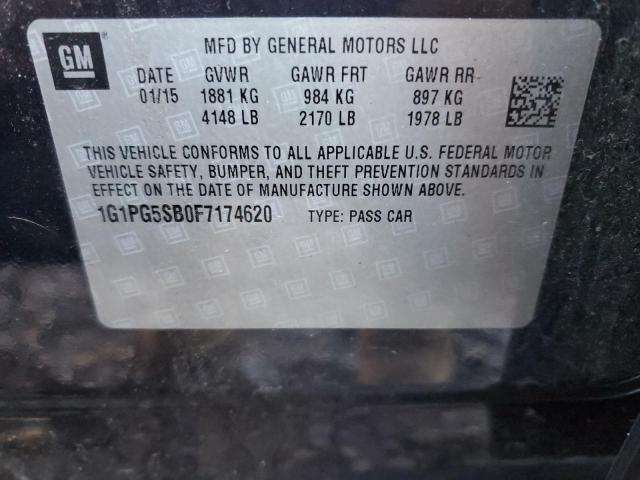 GM MFD BY GENERAL MOTORS LLC
DATE GVWR GAWR FRT GAWR RR
01/15 1881 KG 984 KG 897 KG
4148 LB 2170 LB 1978 LB
THIS VEHICLE CONFORMS TO ALL APPLICABLE U.S. FEDERAL MOTOR
VEHICLE SAFETY, BUMPER, AND THEFT PREVENTION STANDARDS IN
EFFECT ON THE DATE OF MANUFACTURE SHOWN ABOVE.
1G1PG5SB0F7174620 TYPE: PASS CAR